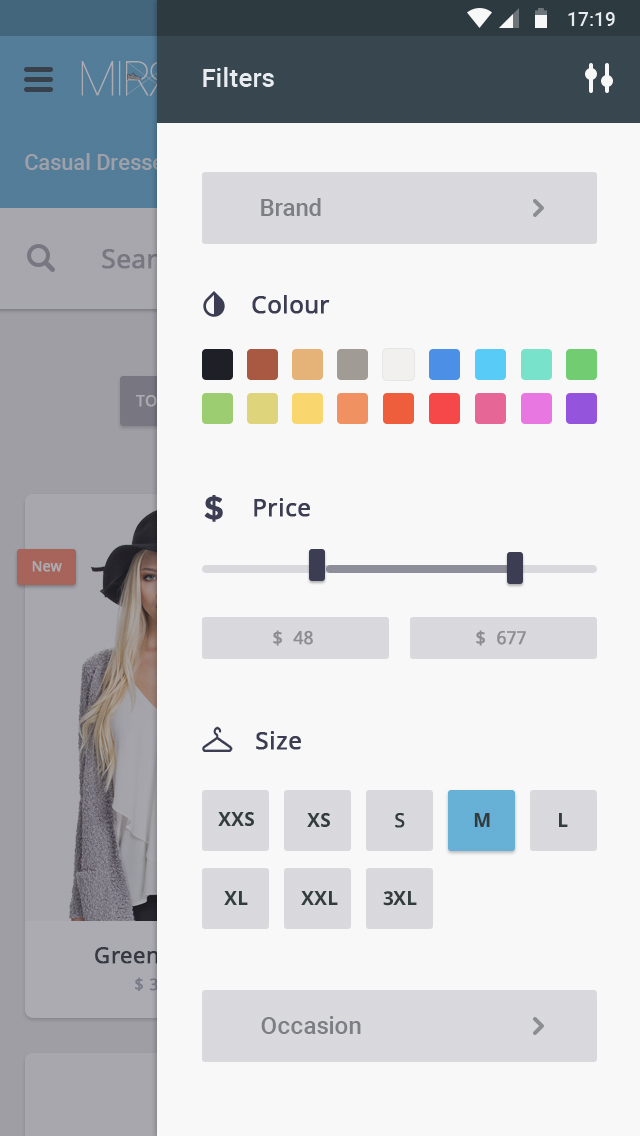 17:19
Filters
Casual Dresse
Brand
Sear
Colour
TO
$ Price
New
$ 48
$ 677
Size
XXS XS S M L
XL XXL 3XL
Green
$ 3
Occasion